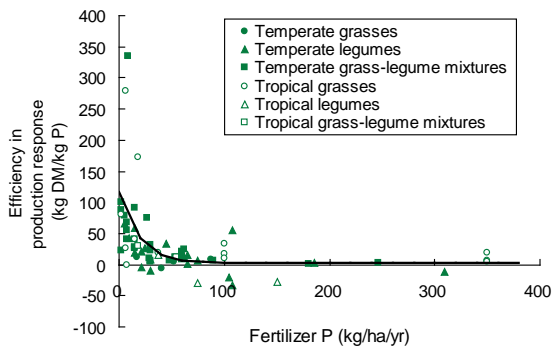 400
350
300
250
200
150
100
50
0
-50
-100
Efficiency in
production response
(kg DM/kg P)
Temperate grasses
Temperate legumes
Temperate grass-legume mixtures
Tropical grasses
Tropical legumes
Tropical grass-legume mixtures
0 100 200 300 400
Fertilizer P (kg/ha/yr)